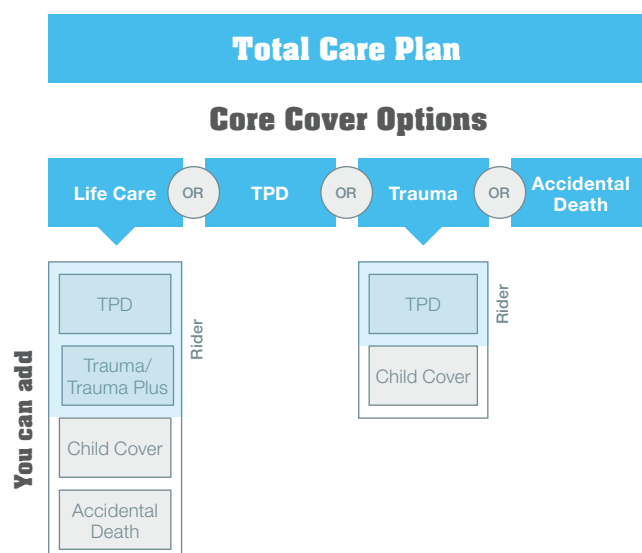 Total Care Plan
Core Cover Options
Life Care
OR
TPD
OR
Trauma
OR
Accidental
Death
You can add
TPD
Trauma/
Trauma Plus
Rider
Child Cover
Accidental
Death
TPD
Rider
Child Cover